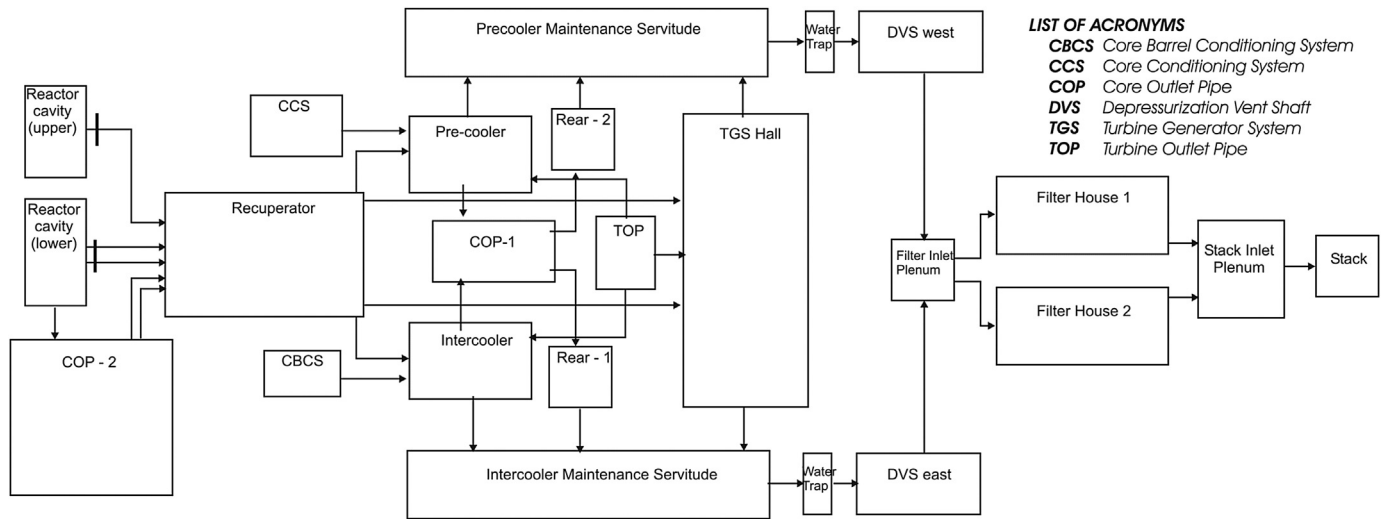 Precooler Maintenance Servitude
Water
Trap
DVS west
LIST OF ACRONYMS
CBCS Core Barrel Conditioning System
CCS Core Conditioning System
COP Core Outlet Pipe
DVS Depressurization Vent Shaft
TGS Turbine Generator System
TOP Turbine Outlet Pipe
Reactor
cavity
(upper)
CCS
Pre-cooler
Rear - 2
TGS Hall
Reactor
cavity
(lower)
Recuperator
COP-1
TOP
Filter House 1
Filter Inlet
Plenum
Stack Inlet
Plenum
Stack
Filter House 2
COP - 2
CBCS
Intercooler
Rear - 1
Intercooler Maintenance Servitude
Water
Trap
DVS east